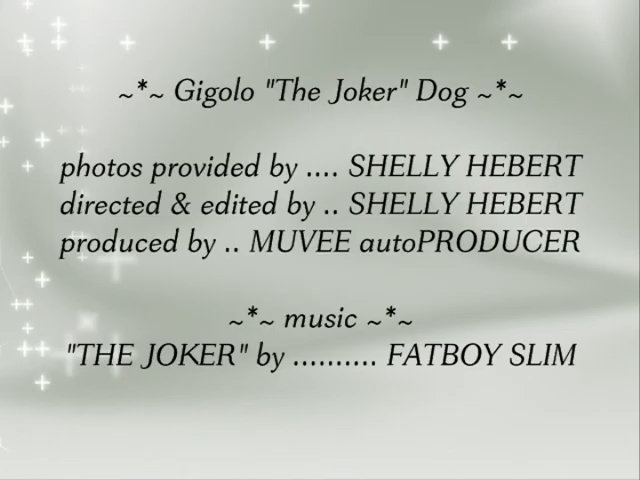 ~*~ Gigolo "The Joker" Dog ~*~
photos provided by .... SHELLY HEBERT
directed & edited by .. SHELLY HEBERT
produced by .. MUVEE autoPRODUCER
~*~ music ~*~
"THE JOKER" by .......... FATBOY SLIM